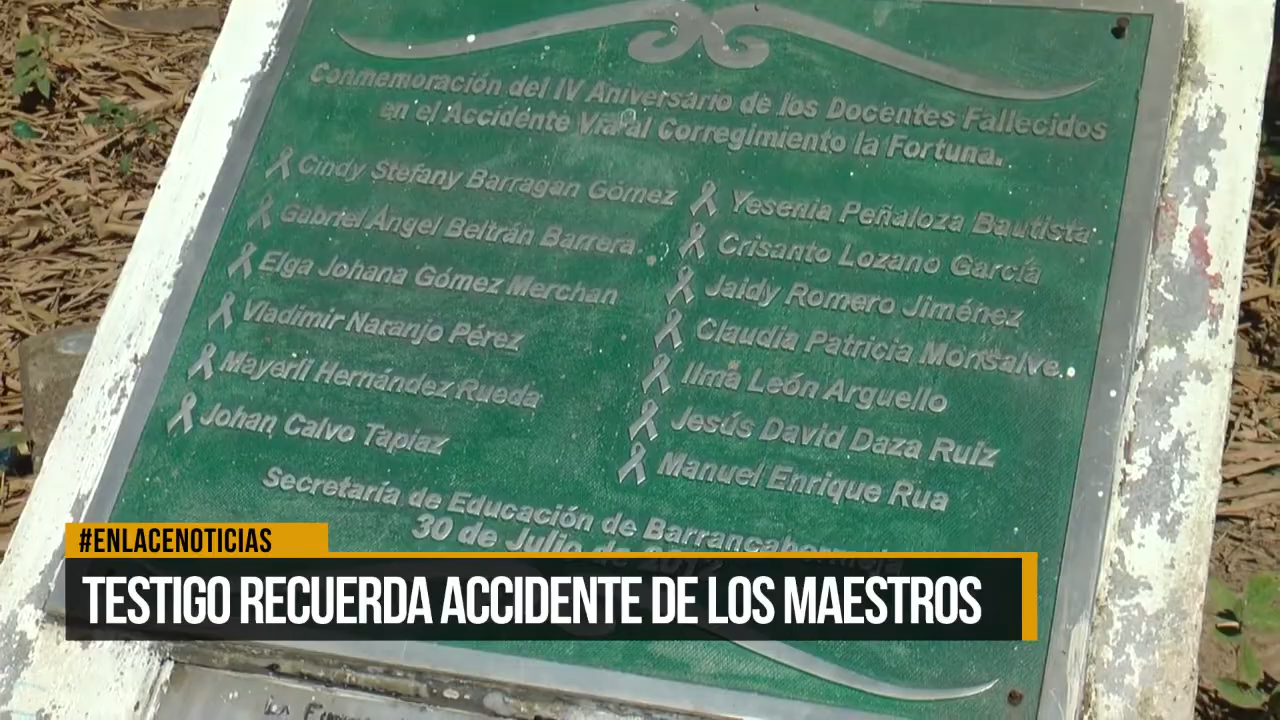 Conmemoración del IV Aniversario de los Docentes Fallecidos
en el Accidente Vial al Corregimiento la Fortuna.
Cindy Stefany Barragan Gómez
Gabriel Ángel Beltrán Barrera
Elga Johana Gómez Merchan
Vladimir Naranjo Pérez
Mayeril Hernández Rueda
Johan Calvo Tapiaz
Yesenia Peñaloza Bautista
Crisanto Lozano García
Jaidy Romero Jiménez
Claudia Patricia Monsalve
Ilma León Arguello
Jesús David Daza Ruiz
Manuel Enrique Rua
Secretaría de Educación de Barrancabermeja
30 de Julio de
#ENLACENOTICIAS
TESTIGO RECUERDA ACCIDENTE DE LOS MAESTROS